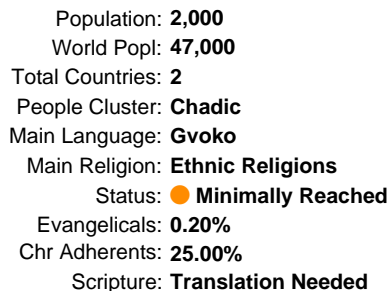 Population: 2,000
World Popl: 47,000
Total Countries: 2
People Cluster: Chadic
Main Language: Gvoko
Main Religion: Ethnic Religions
Status: Minimally Reached
Evangelicals: 0.20%
Chr Adherents: 25.00%
Scripture: Translation Needed